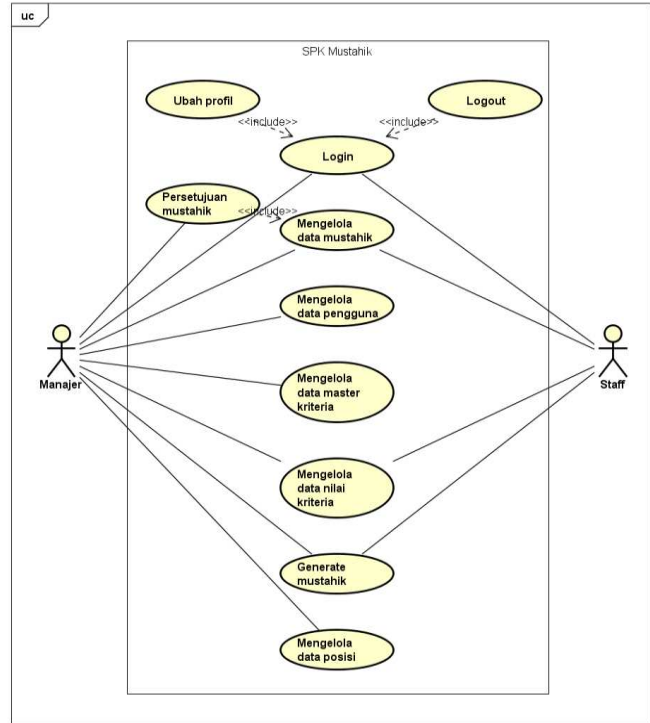 uc
SPK Mustahik
Ubah profil
Logout
<<include>>
<<include>>
Login
Persetujuan
mustahik
<<include>>
Mengelola
data mustahik
Mengelola
data pengguna
Manajer
Staff
Mengelola
data master
kriteria
Mengelola
data nilai
kriteria
Generate
mustahik
Mengelola
data posisi